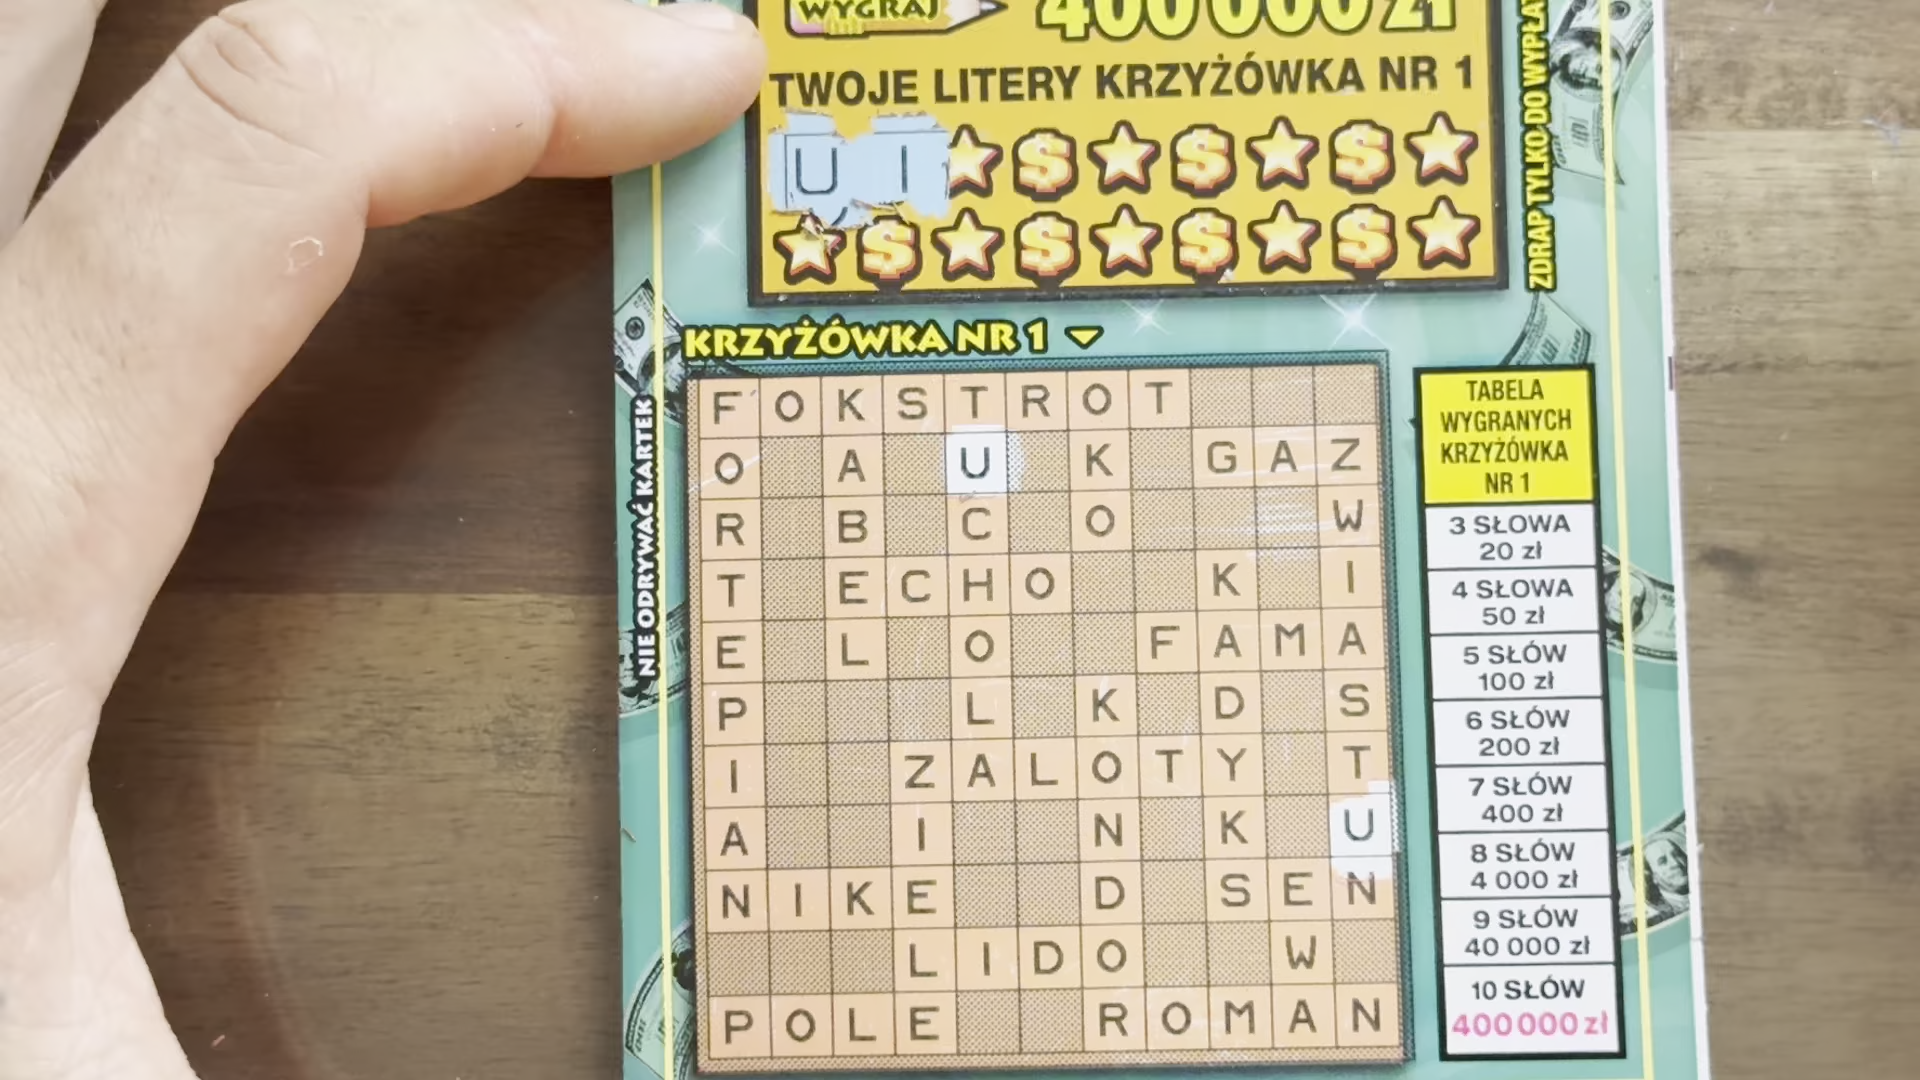 WYGRAJ 400 000 zł
TWOJE LITERY KRZYŻÓWKA NR 1
U I
ZDRAP TYLKO DO WYPŁA
NIE ODRYWAĆ KARTEK
KRZYŻÓWKA NR 1
F O K S T R O T
O A U K G A Z
R B C O W
T E C H O K I
E L O F A M A
P L K D S
I Z A L O T Y T
A I N K U
N I K E D S E N
L I D O W
P O L E R O M A N
TABELA
WYGRANYCH
KRZYŻÓWKA
NR 1
3 SŁOWA
20 zł
4 SŁOWA
50 zł
5 SŁÓW
100 zł
6 SŁÓW
200 zł
7 SŁÓW
400 zł
8 SŁÓW
4 000 zł
9 SŁÓW
40 000 zł
10 SŁÓW
400 000 zł